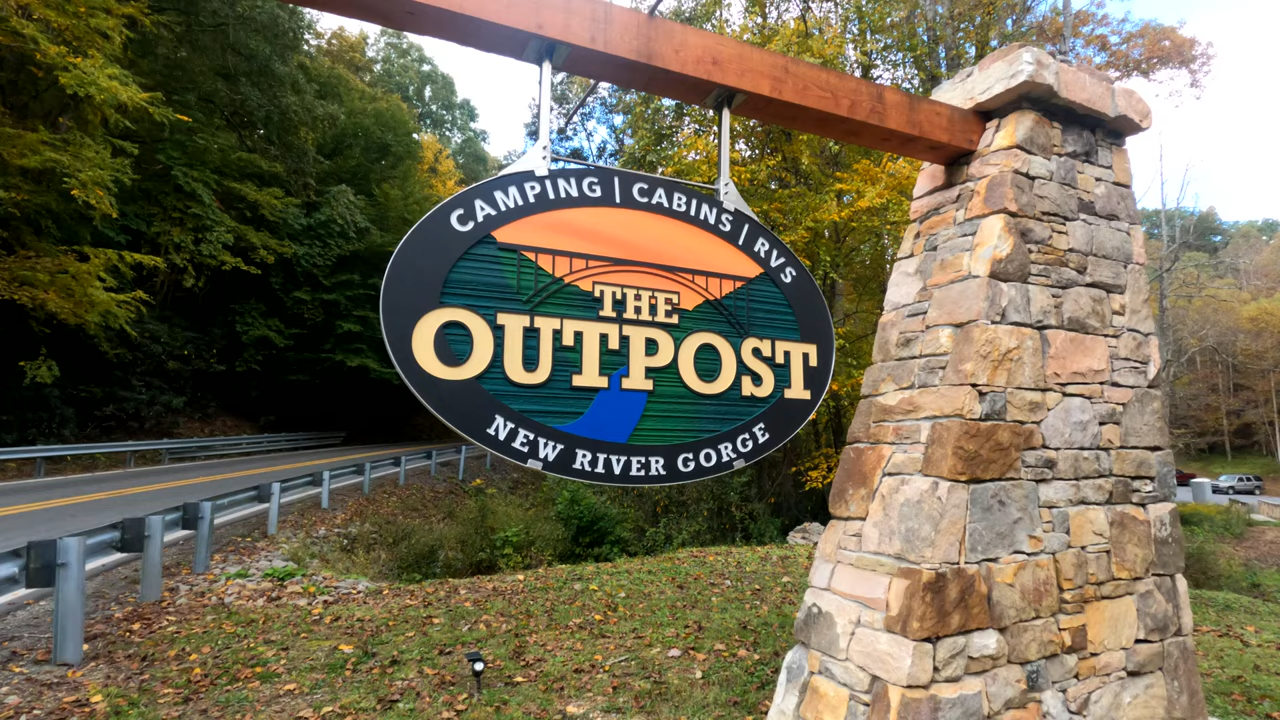 CAMPING | CABINS | RVS
THE
OUTPOST
NEW RIVER GORGE